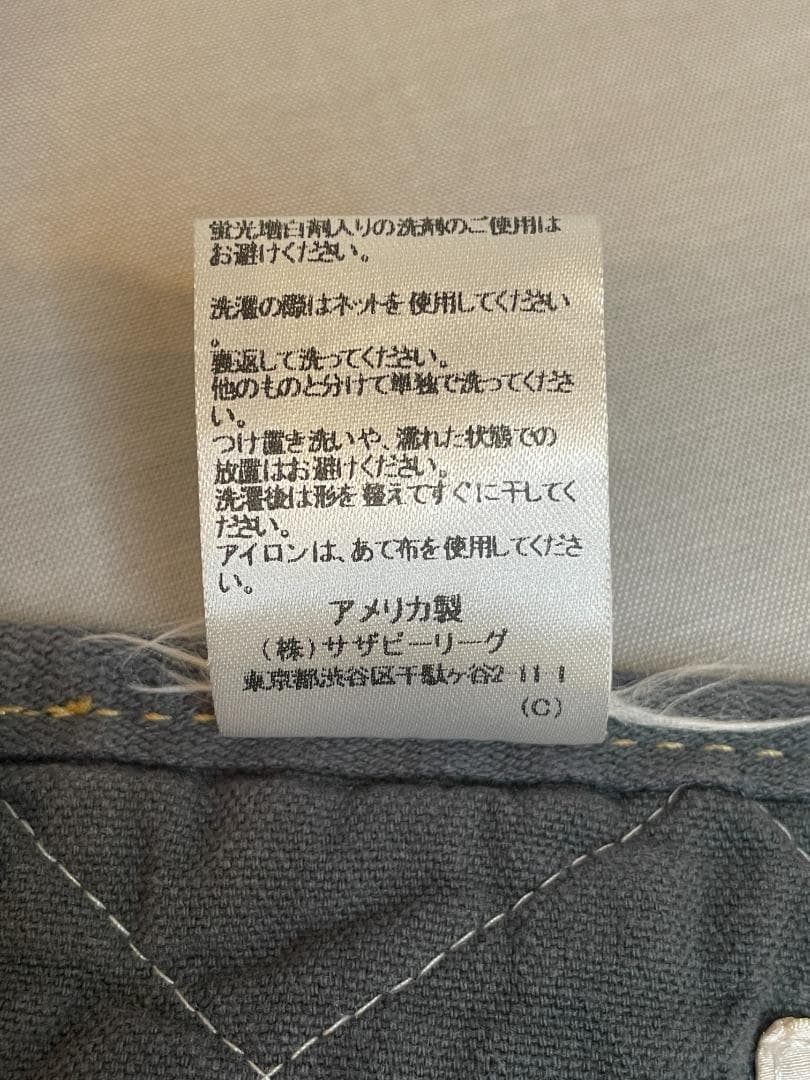 蛍光増白剤入りの洗剤のご使用は
お避けください。
洗濯の際はネットを使用してください
。
裏返して洗ってください。
他のものと分けて単独で洗ってくださ
い。
つけ置き洗いや、濡れた状態での
放置はお避けください。
洗濯後は形を整えてすぐに干してく
ださい。
アイロンは、あて布を使用してくださ
い。
アメリカ製
(株)サザビーリーグ
東京都渋谷区千駄ヶ谷2-11-1
(C)